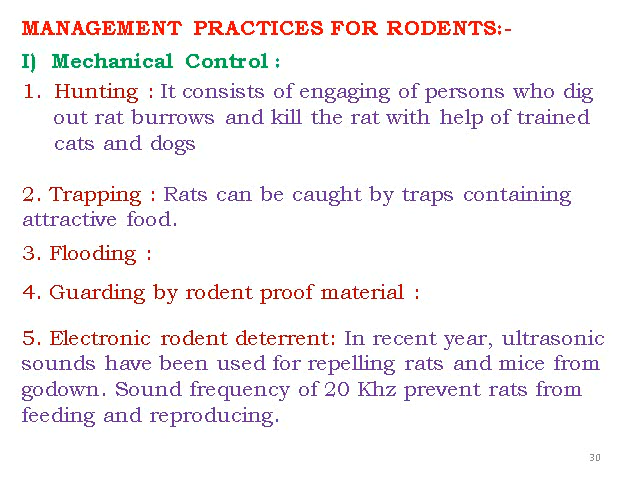 MANAGEMENT PRACTICES FOR RODENTS:-
I) Mechanical Control :
1. Hunting : It consists of engaging of persons who dig
out rat burrows and kill the rat with help of trained
cats and dogs
2. Trapping : Rats can be caught by traps containing
attractive food.
3. Flooding :
4. Guarding by rodent proof material :
5. Electronic rodent deterrent: In recent year, ultrasonic
sounds have been used for repelling rats and mice from
godown. Sound frequency of 20 Khz prevent rats from
feeding and reproducing.
30